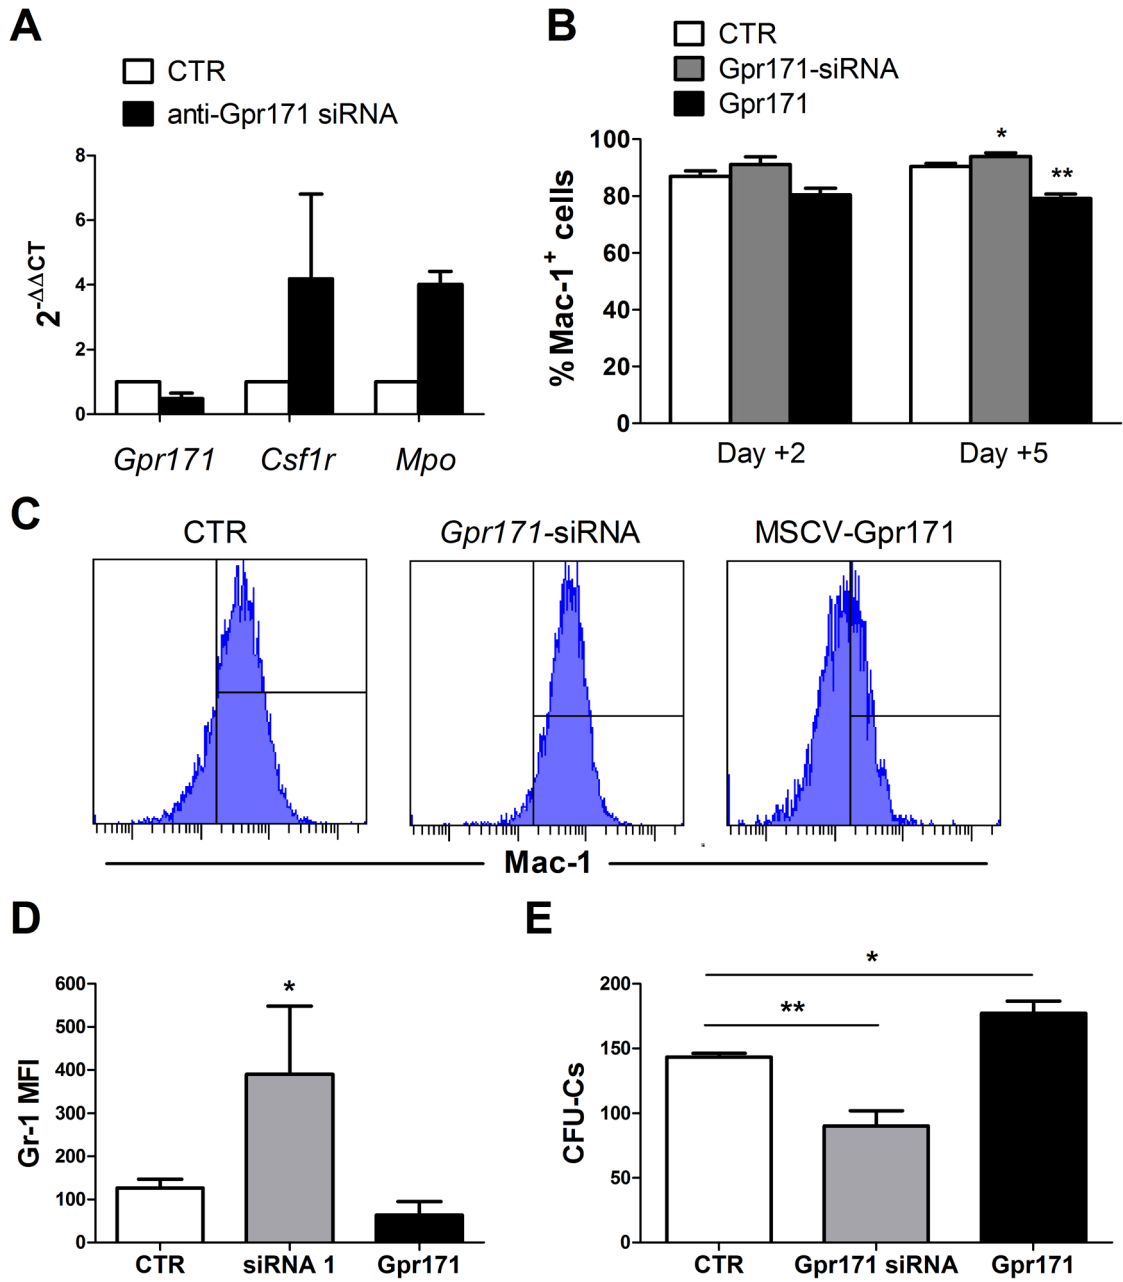 A
CTR
anti-Gpr171 siRNA
8
6
4
2
0
2^-ΔΔCT
Gpr171 Csf1r Mpo
B
CTR
Gpr171-siRNA
Gpr171
100
80
60
40
20
0
% Mac-1+ cells
*
**
Day +2 Day +5
C
CTR Gpr171-siRNA MSCV-Gpr171
Mac-1
D
600
500
400
300
200
100
0
Gr-1 MFI
*
CTR siRNA 1 Gpr171
E
200
150
100
50
0
CFU-Cs
*
**
CTR Gpr171 siRNA Gpr171